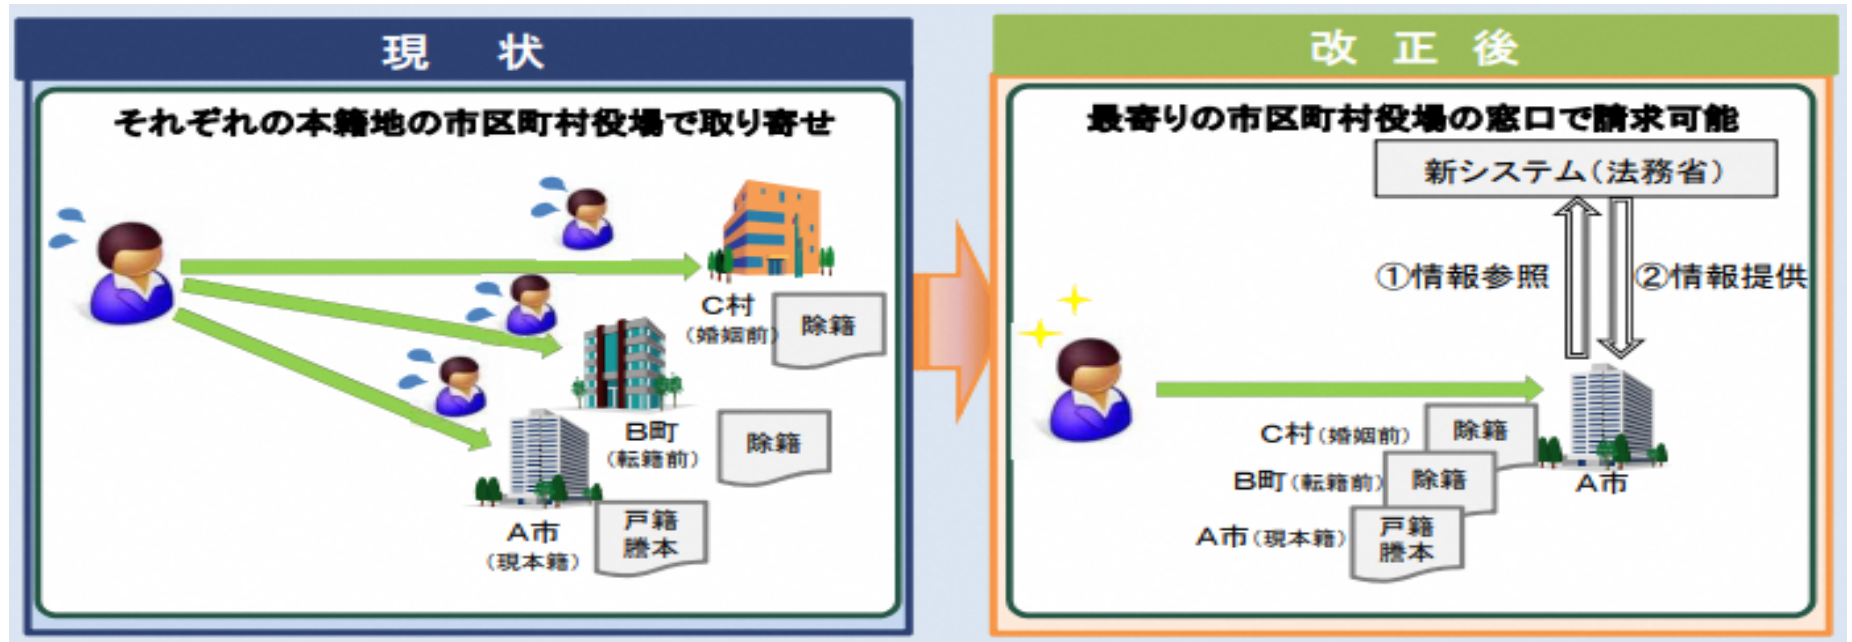 現状
それぞれの本籍地の市区町村役場で取り寄せ
C村
(婚姻前)
除籍
B町
(転籍前)
除籍
A市
(現本籍)
戸籍
謄本
改正後
最寄りの市区町村役場の窓口で請求可能
新システム(法務省)
①情報参照
②情報提供
C村(婚姻前)
除籍
B町(転籍前)
除籍
A市
A市(現本籍)
戸籍
謄本